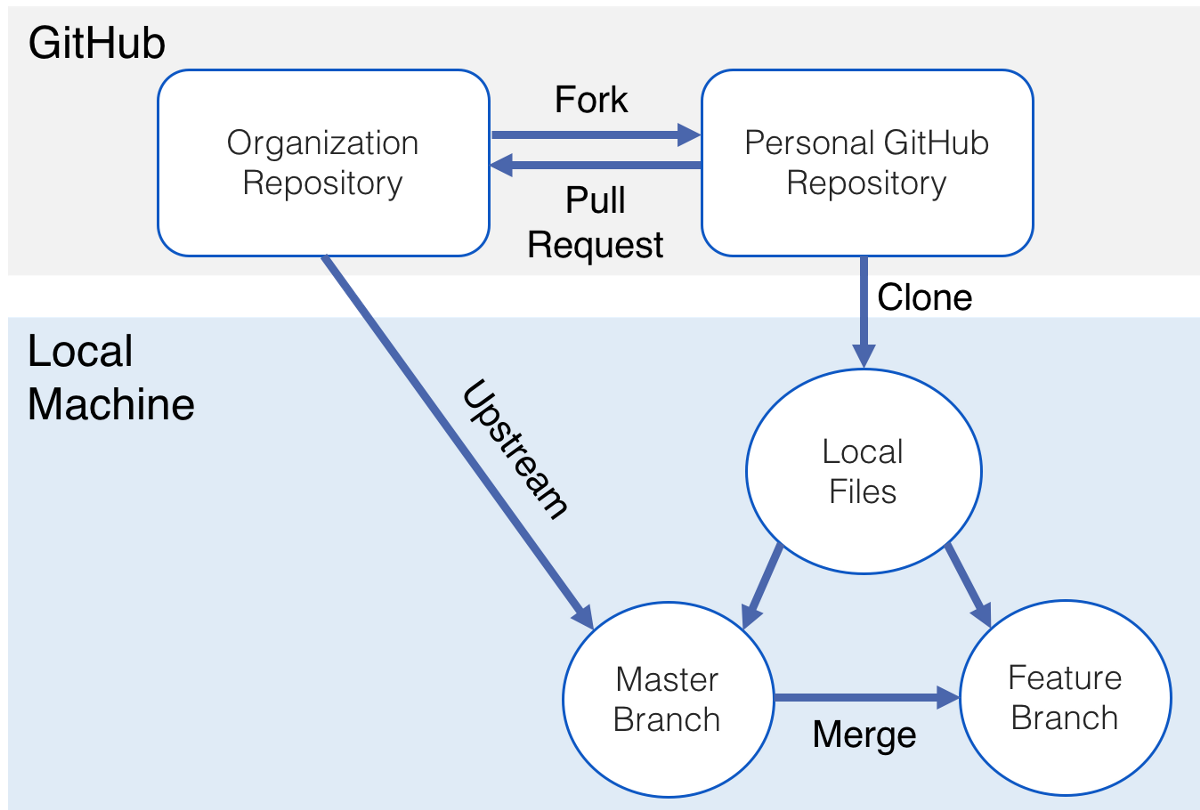 GitHub
Organization
Repository
Fork
Pull
Request
Personal GitHub
Repository
Clone
Local
Machine
Upstream
Local
Files
Master
Branch
Merge
Feature
Branch